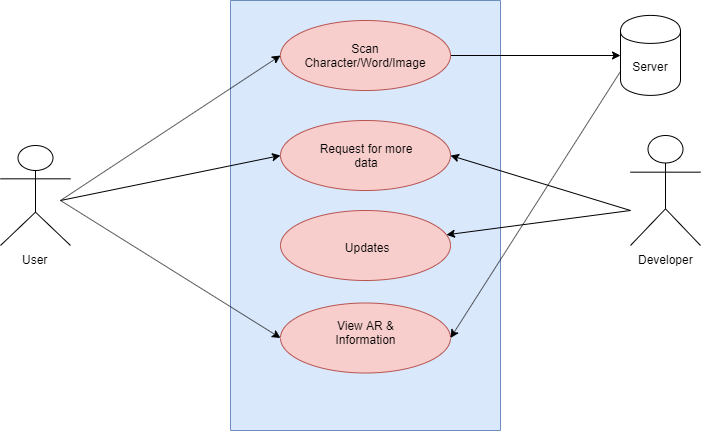 Scan
Character/Word/Image
Server
Request for more
data
User
Updates
Developer
View AR &
Information